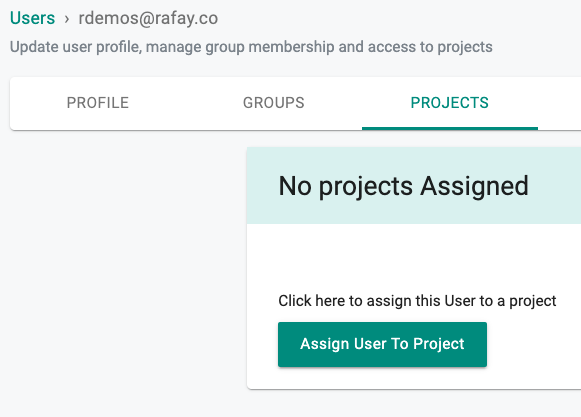 Users › rdemos@rafay.co
Update user profile, manage group membership and access to projects
PROFILE GROUPS PROJECTS
No projects Assigned
Click here to assign this User to a project
Assign User To Project